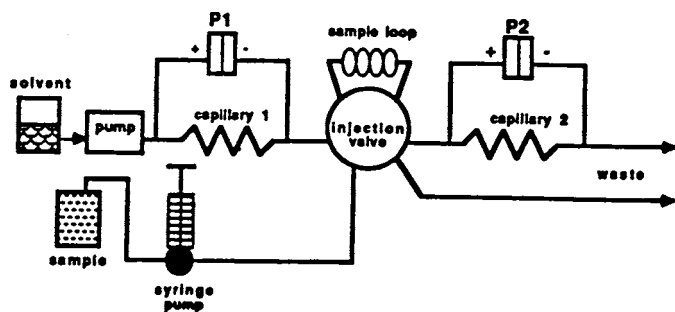 P1
+ -
sample loop
P2
+ -
solvent
pump
capillary 1
injection
valve
capillary 2
waste
sample
syringe
pump